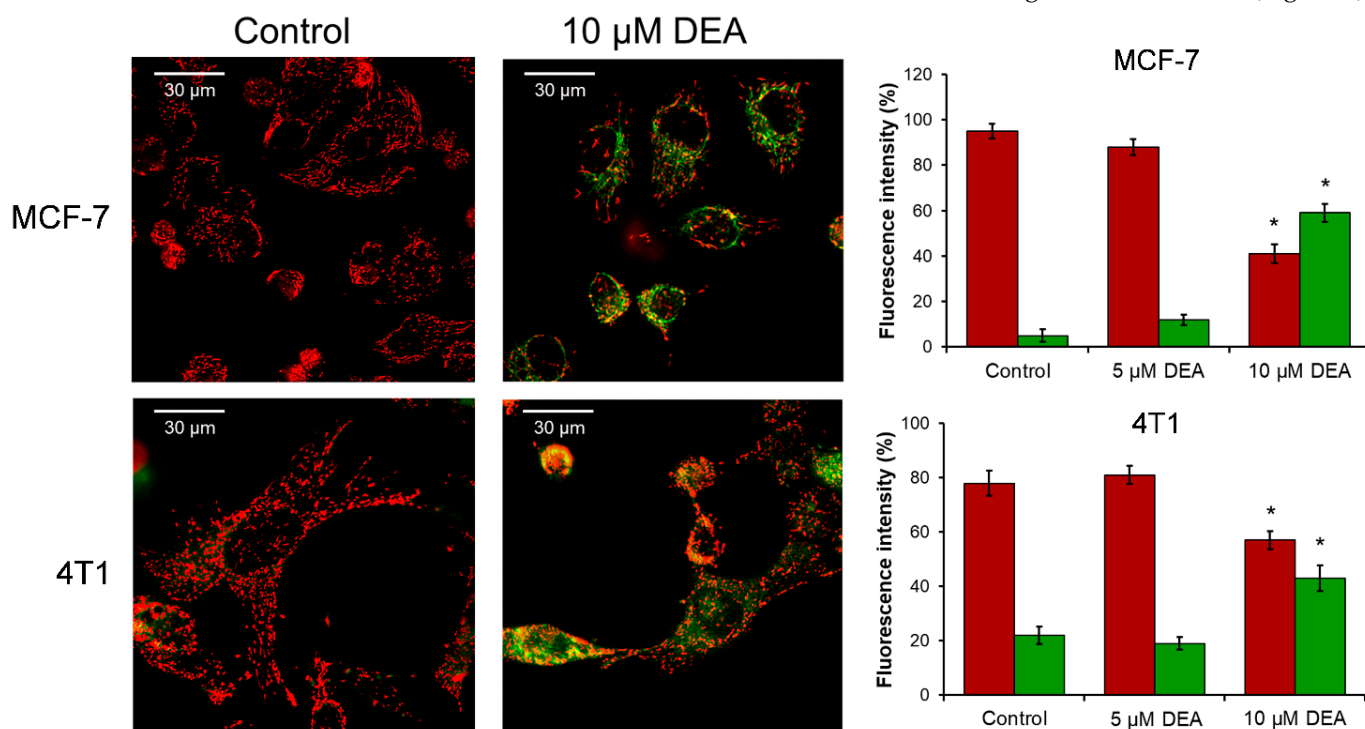 Control
10 µM DEA
MCF-7
30 µm
30 µm
4T1
30 µm
30 µm
MCF-7
Fluorescence intensity (%)
120
100
80
60
40
20
0
*
*
Control
5 µM DEA
10 µM DEA
4T1
Fluorescence intensity (%)
100
80
60
40
20
0
*
*
Control
5 µM DEA
10 µM DEA